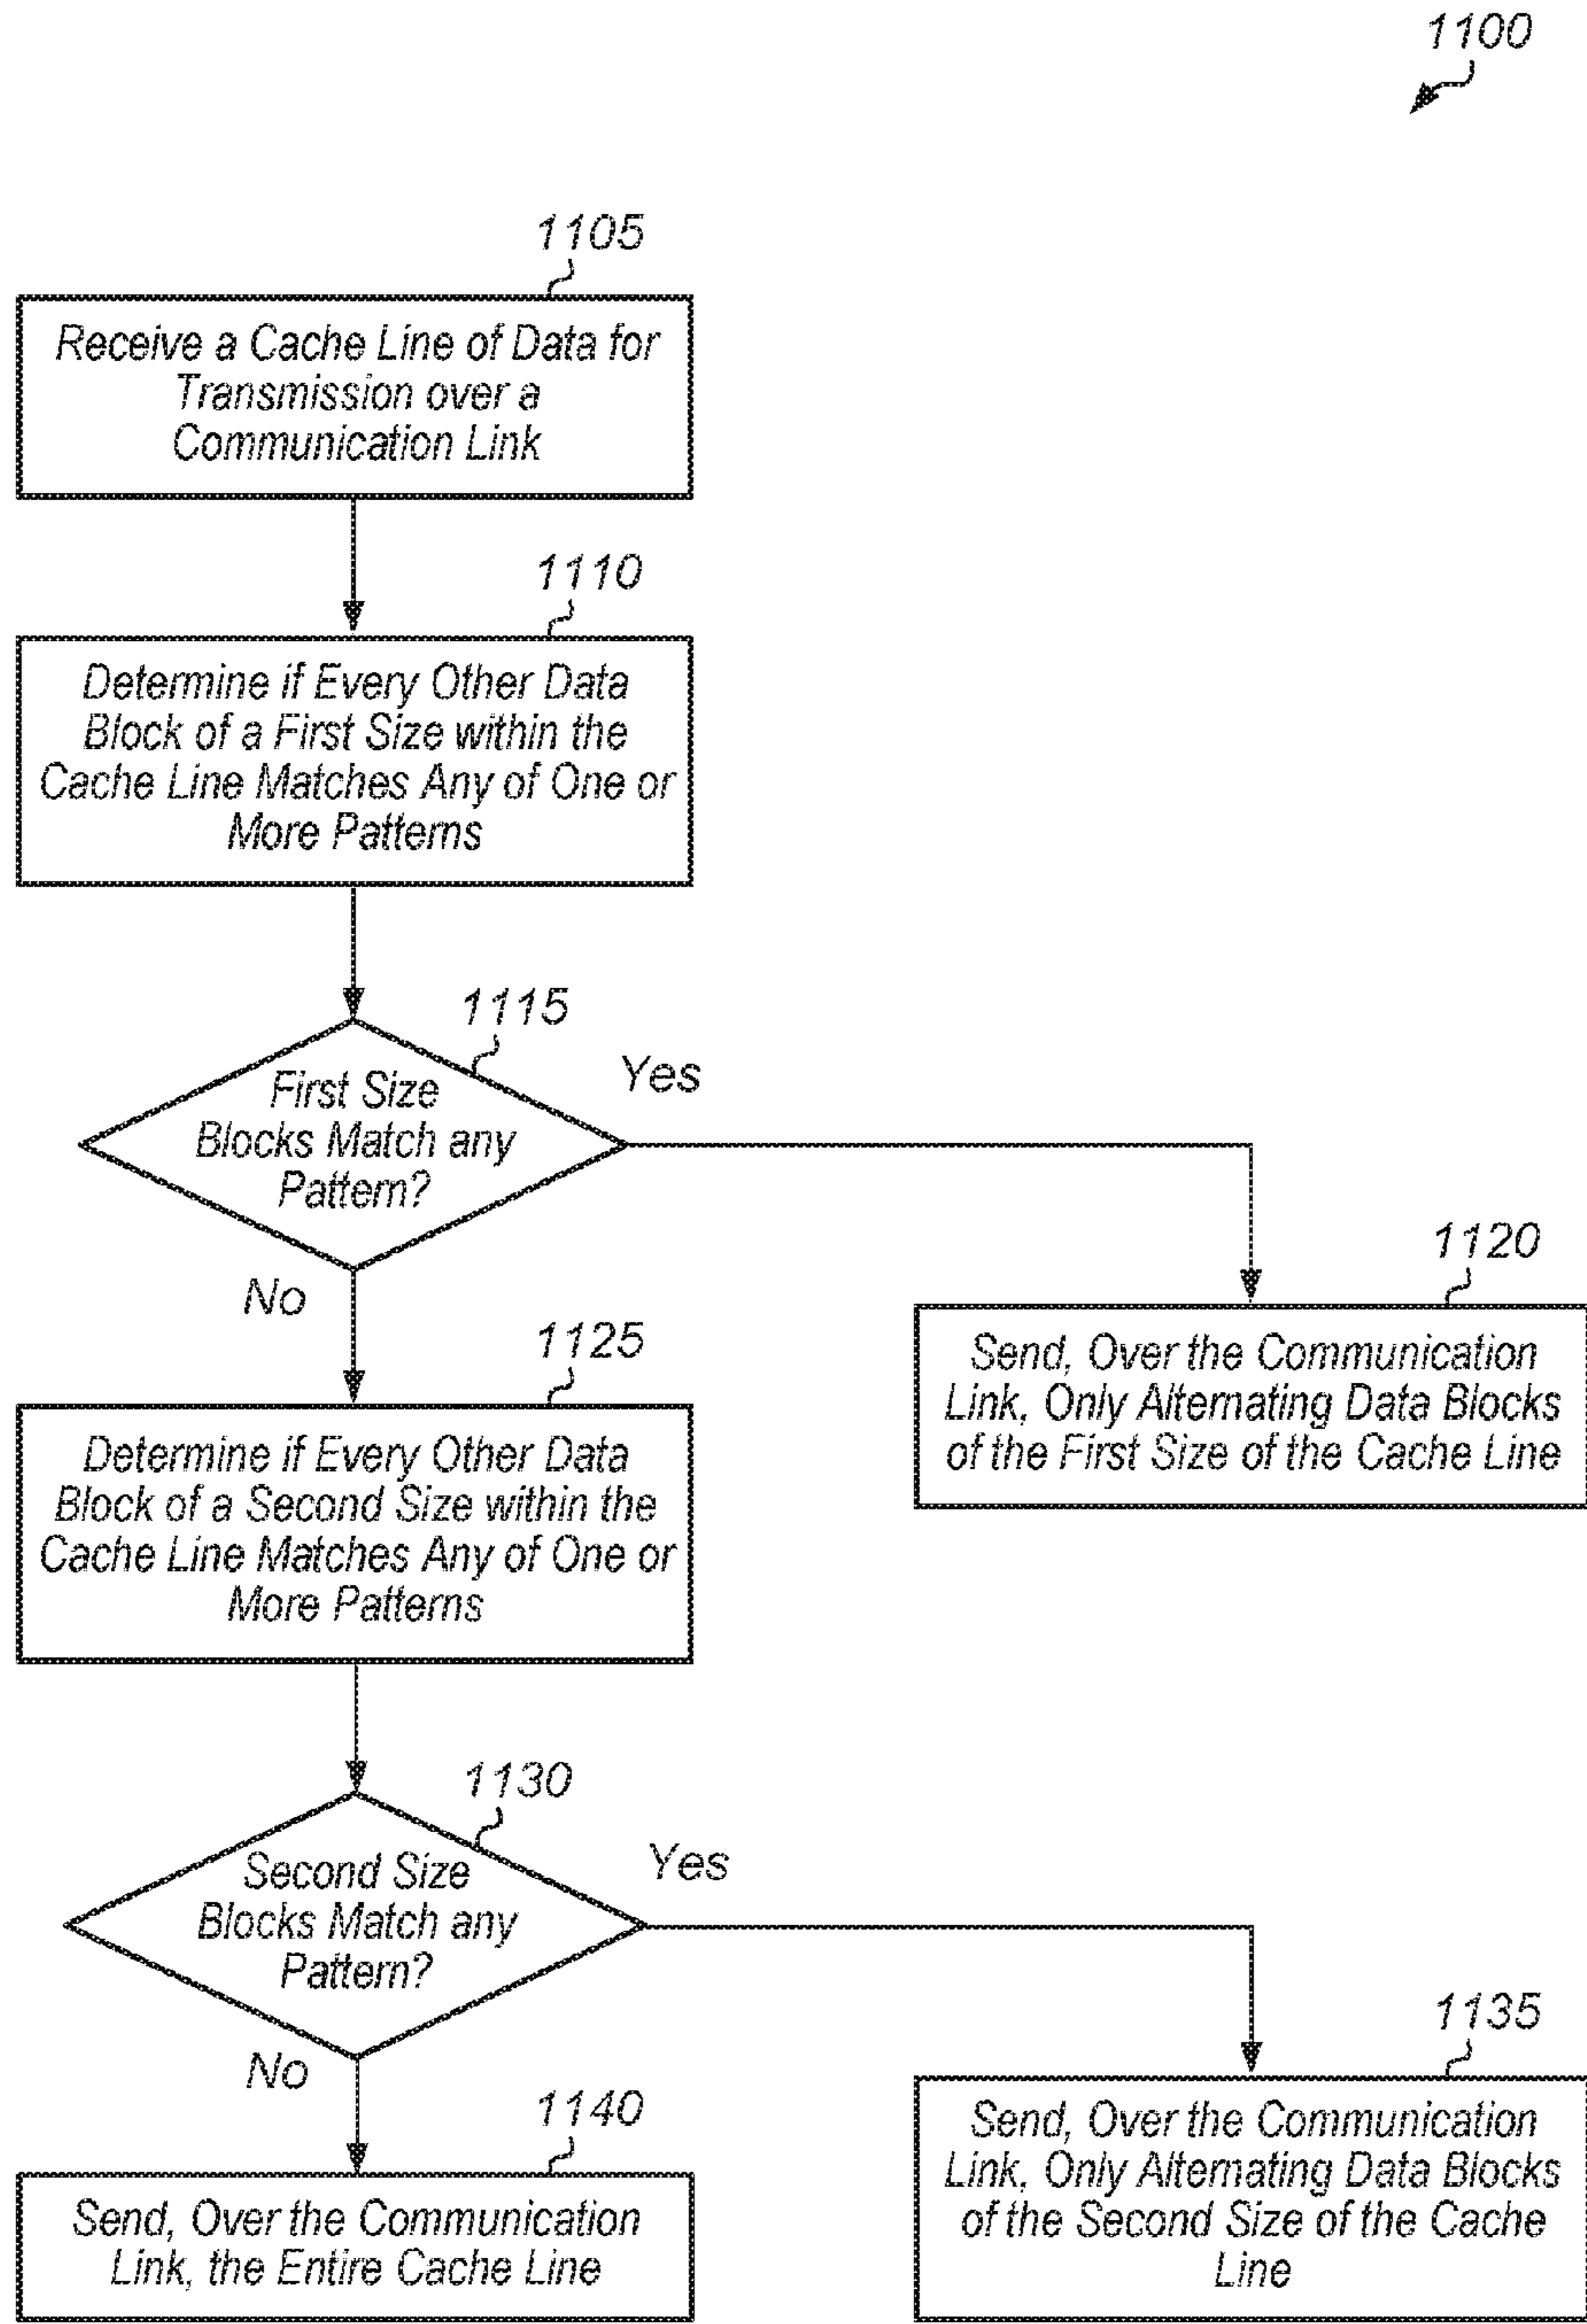 1100
1105
Receive a Cache Line of Data for
Transmission over a
Communication Link
1110
Determine if Every Other Data
Block of a First Size within the
Cache Line Matches Any of One or
More Patterns
1115
First Size
Blocks Match any
Pattern?
Yes
No
1120
Send, Over the Communication
Link, Only Alternating Data Blocks
of the First Size of the Cache Line
1125
Determine if Every Other Data
Block of a Second Size within the
Cache Line Matches Any of One or
More Patterns
1130
Second Size
Blocks Match any
Pattern?
Yes
No
1135
Send, Over the Communication
Link, Only Alternating Data Blocks
of the Second Size of the Cache
Line
1140
Send, Over the Communication
Link, the Entire Cache Line